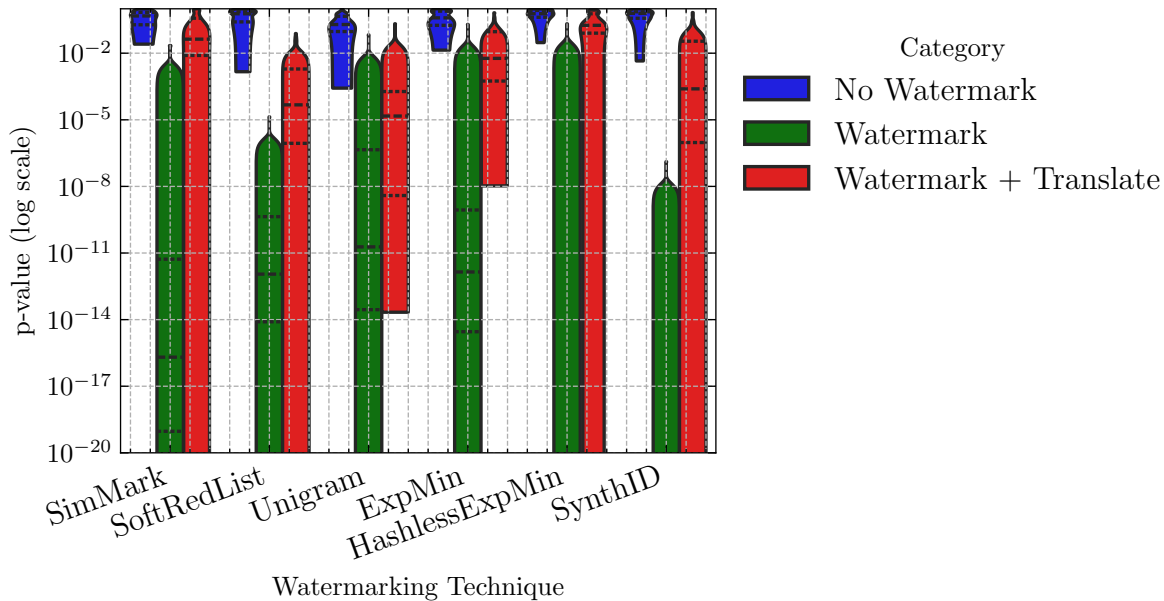 p-value (log scale)
10^{-2}
10^{-5}
10^{-8}
10^{-11}
10^{-14}
10^{-17}
10^{-20}
SimMark
SoftRedList
Unigram
ExpMin
HashlessExpMin
SynthID
Watermarking Technique
Category
No Watermark
Watermark
Watermark + Translate